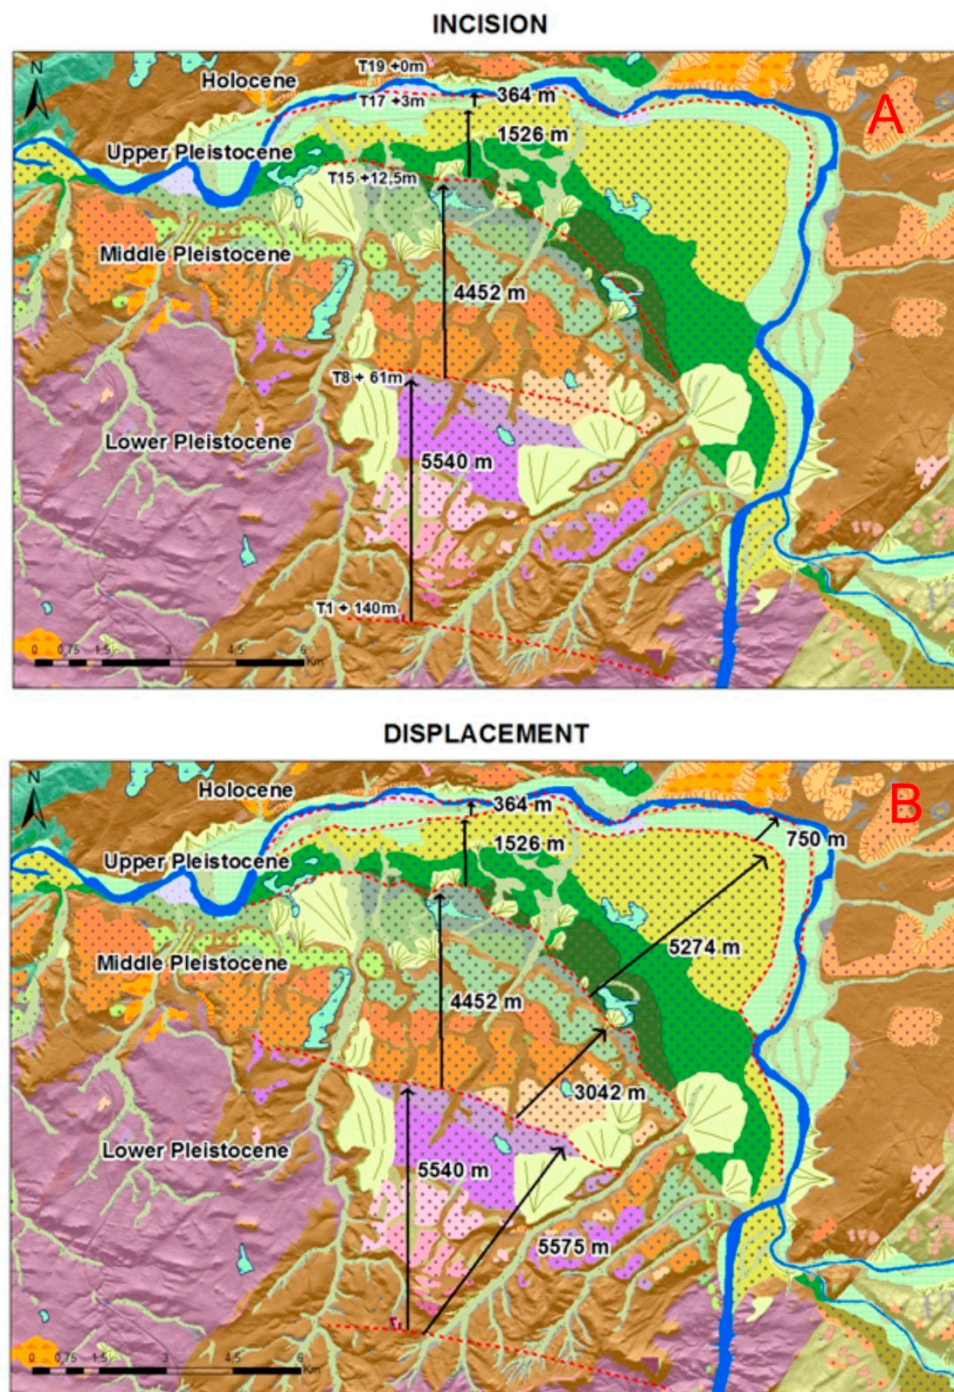 INCISION
N
A
Holocene
T19 +0m
T17 +3m
364 m
1526 m
Upper Pleistocene
T15 +12,5m
Middle Pleistocene
4452 m
T8 + 61m
Lower Pleistocene
5540 m
T1 + 140m
0 0,75 1,5 3 4,5 6
Km
DISPLACEMENT
N
B
Holocene
364 m
750 m
1526 m
Upper Pleistocene
5274 m
Middle Pleistocene
4452 m
3042 m
Lower Pleistocene
5540 m
5575 m
0 0,75 1,5 3 4,5 6
Km